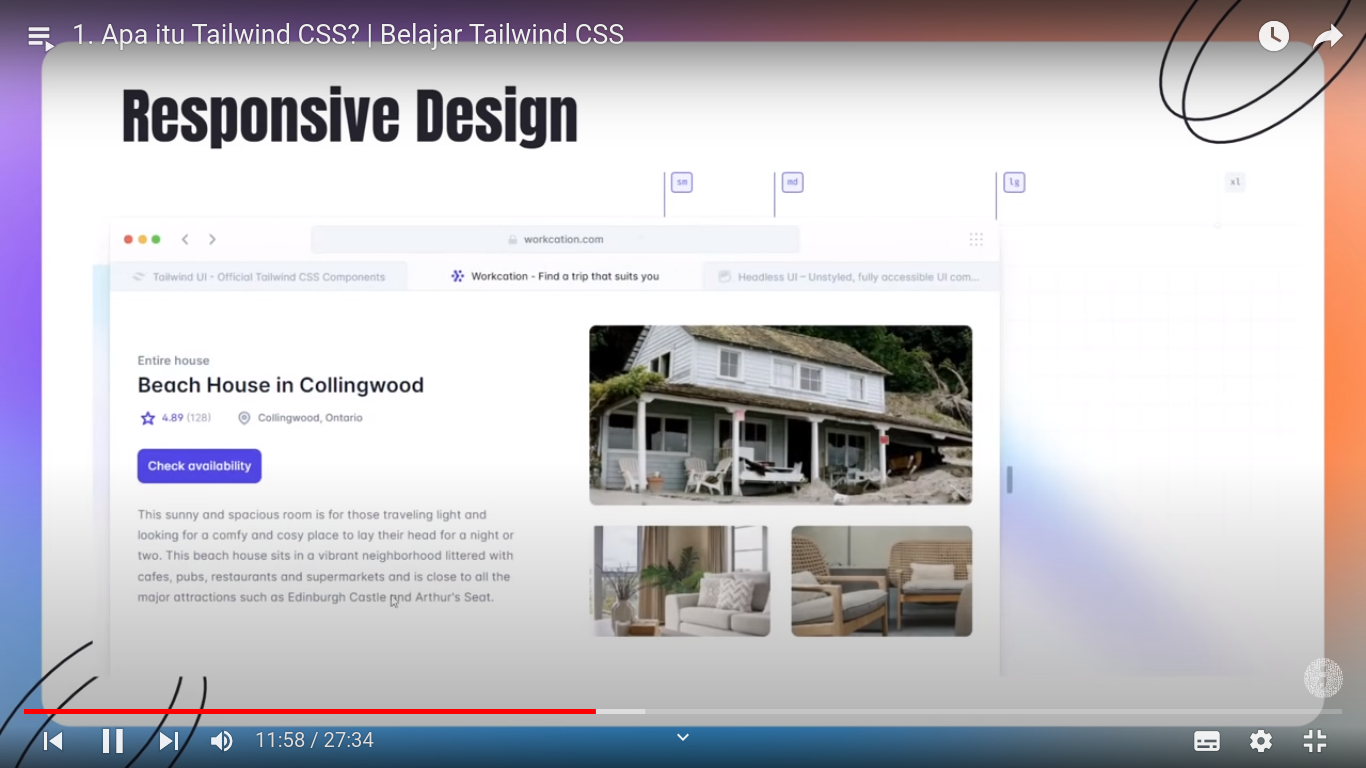 1. Apa itu Tailwind CSS? | Belajar Tailwind CSS
Responsive Design
sm
md
lg
xl
workcation.com
Tailwind UI - Official Tailwind CSS Components
Workcation - Find a trip that suits you
Headless UI – Unstyled, fully accessible UI com...
Entire house
Beach House in Collingwood
4.89 (128)
Collingwood, Ontario
Check availability
This sunny and spacious room is for those traveling light and
looking for a comfy and cosy place to lay their head for a night or
two. This beach house sits in a vibrant neighborhood littered with
cafes, pubs, restaurants and supermarkets and is close to all the
major attractions such as Edinburgh Castle and Arthur's Seat.
11:58 / 27:34